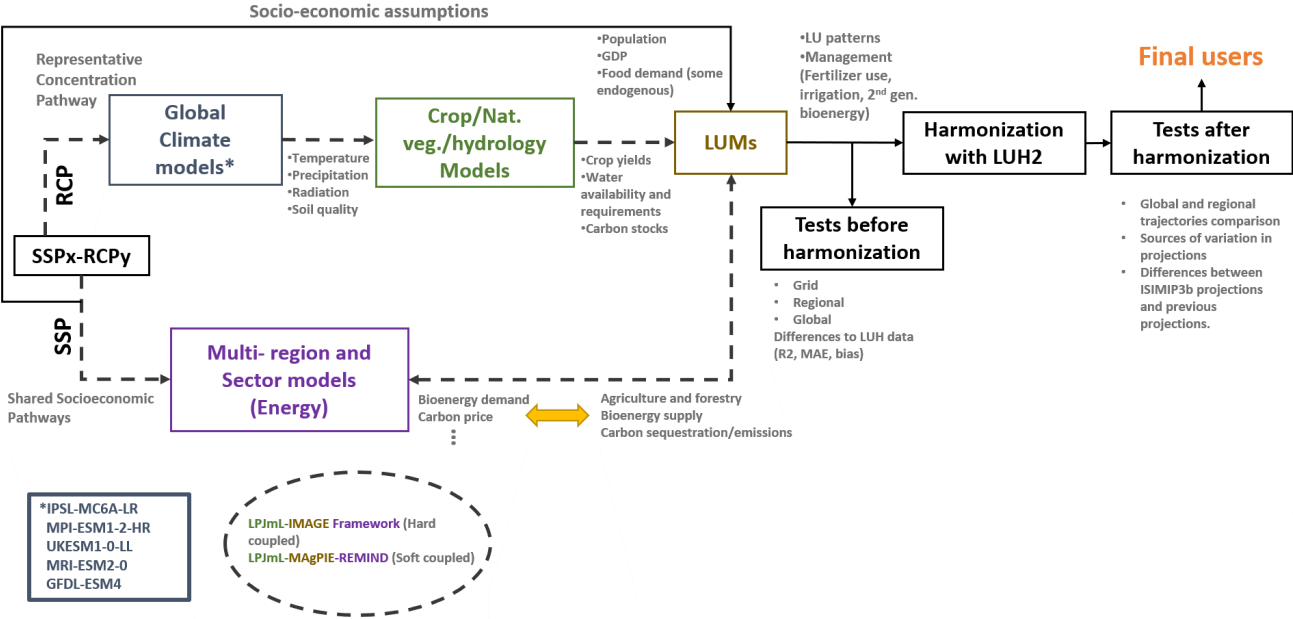 Socio-economic assumptions
Representative
Concentration
Pathway
RCP
SSPx-RCPy
SSP
Shared Socioeconomic
Pathways
Global
Climate
models*
•Temperature
•Precipitation
•Radiation
•Soil quality
Crop/Nat.
veg./hydrology
Models
•Crop yields
•Water
availability and
requirements
•Carbon stocks
•Population
•GDP
•Food demand (some
endogenous)
LUMs
•LU patterns
•Management
(Fertilizer use,
irrigation, 2nd gen.
bioenergy)
Harmonization
with LUH2
Final users
Tests after
harmonization
• Global and regional
trajectories comparison
• Sources of variation in
projections
• Differences between
ISIMIP3b projections
and previous
projections.
Tests before
harmonization
• Grid
• Regional
• Global
Differences to LUH data
(R2, MAE, bias)
Multi- region and
Sector models
(Energy)
Bioenergy demand
Carbon price
⋮
Agriculture and forestry
Bioenergy supply
Carbon sequestration/emissions
*IPSL-MC6A-LR
MPI-ESM1-2-HR
UKESM1-0-LL
MRI-ESM2-0
GFDL-ESM4
LPJmL-IMAGE Framework (Hard
coupled)
LPJmL-MAgPIE-REMIND (Soft coupled)